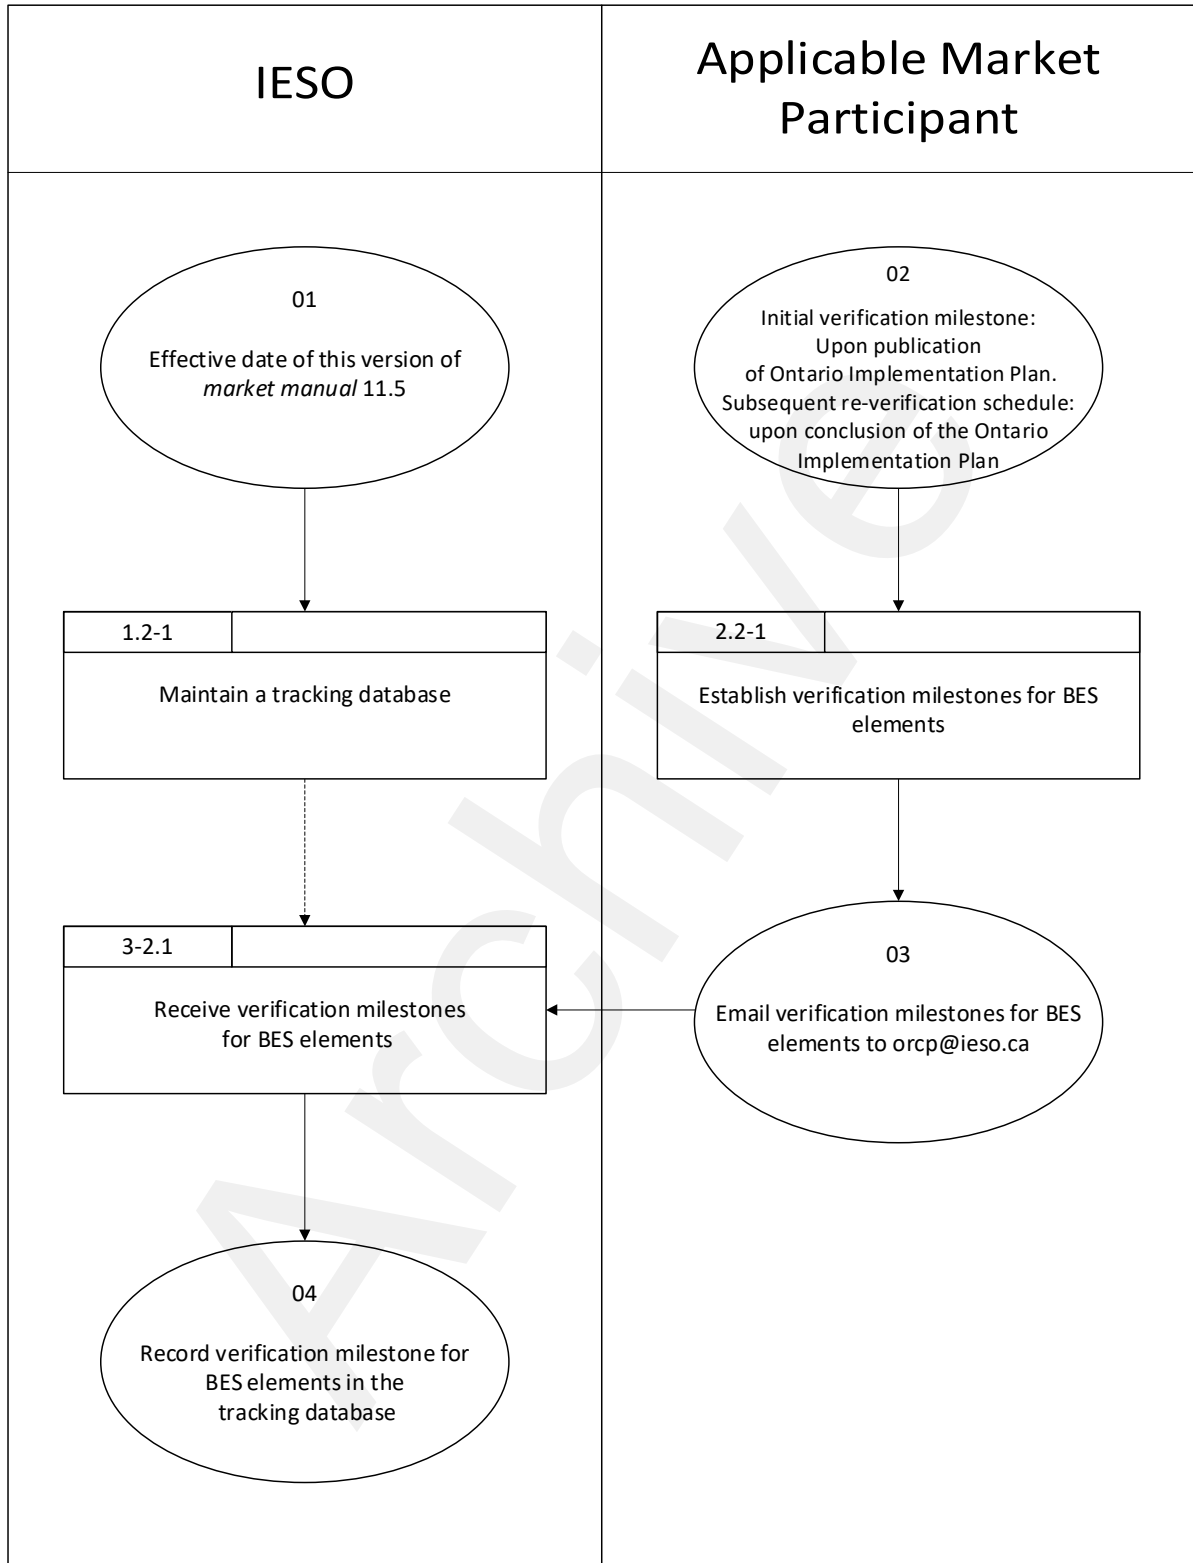 IESO
Applicable Market
Participant
01
Effective date of this version of
market manual 11.5
02
Initial verification milestone:
Upon publication
of Ontario Implementation Plan.
Subsequent re-verification schedule:
upon conclusion of the Ontario
Implementation Plan
1.2-1
Maintain a tracking database
2.2-1
Establish verification milestones for BES
elements
3-2.1
Receive verification milestones
for BES elements
03
Email verification milestones for BES
elements to orcp@ieso.ca
04
Record verification milestone for
BES elements in the
tracking database
Archive